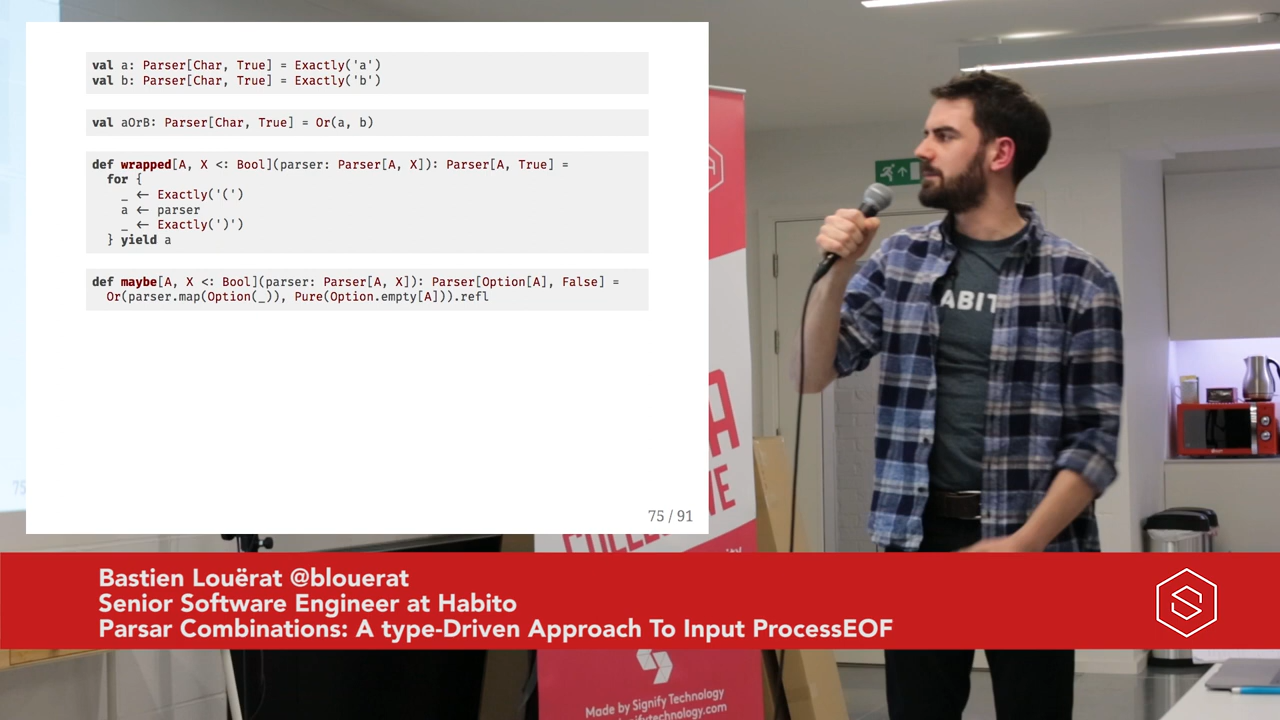 val a: Parser[Char, True] = Exactly('a')
val b: Parser[Char, True] = Exactly('b')
val aOrB: Parser[Char, True] = Or(a, b)
def wrapped[A, X <: Bool](parser: Parser[A, X]): Parser[A, True] =
for {
_ ← Exactly('(')
a ← parser
_ ← Exactly(')')
} yield a
def maybe[A, X <: Bool](parser: Parser[A, X]): Parser[Option[A], False] =
Or(parser.map(Option(_)), Pure(Option.empty[A])).refl
75 / 91
75
ABIT
Bastien Louërat @blouerat
Senior Software Engineer at Habito
Parsar Combinations: A type-Driven Approach To Input ProcessEOF
Made by Signify Technology